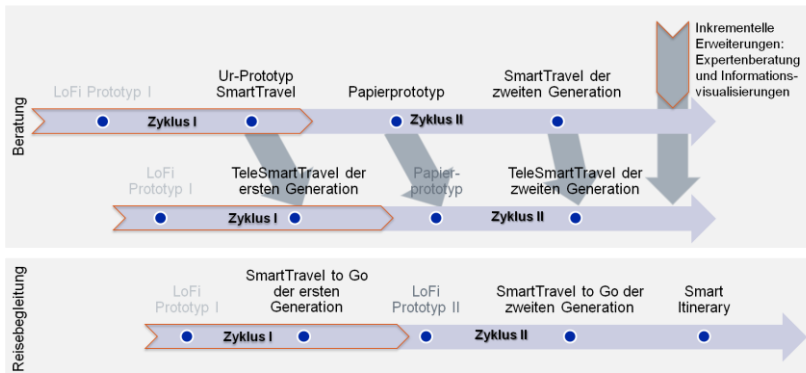 Inkrementelle
Erweiterungen:
Expertenberatung
und Informations-
visualisierungen
Beratung
LoFi Prototyp I
Ur-Prototyp
SmartTravel
Papierprototyp
SmartTravel der
zweiten Generation
Zyklus I
Zyklus II
LoFi
Prototyp I
TeleSmartTravel der
ersten Generation
Papier-
prototyp
TeleSmartTravel der
zweiten Generation
Zyklus I
Zyklus II
Reisebegleitung
LoFi
Prototyp I
SmartTravel to Go
der ersten
Generation
LoFi
Prototyp II
SmartTravel to Go der
zweiten Generation
Smart
Itinerary
Zyklus I
Zyklus II